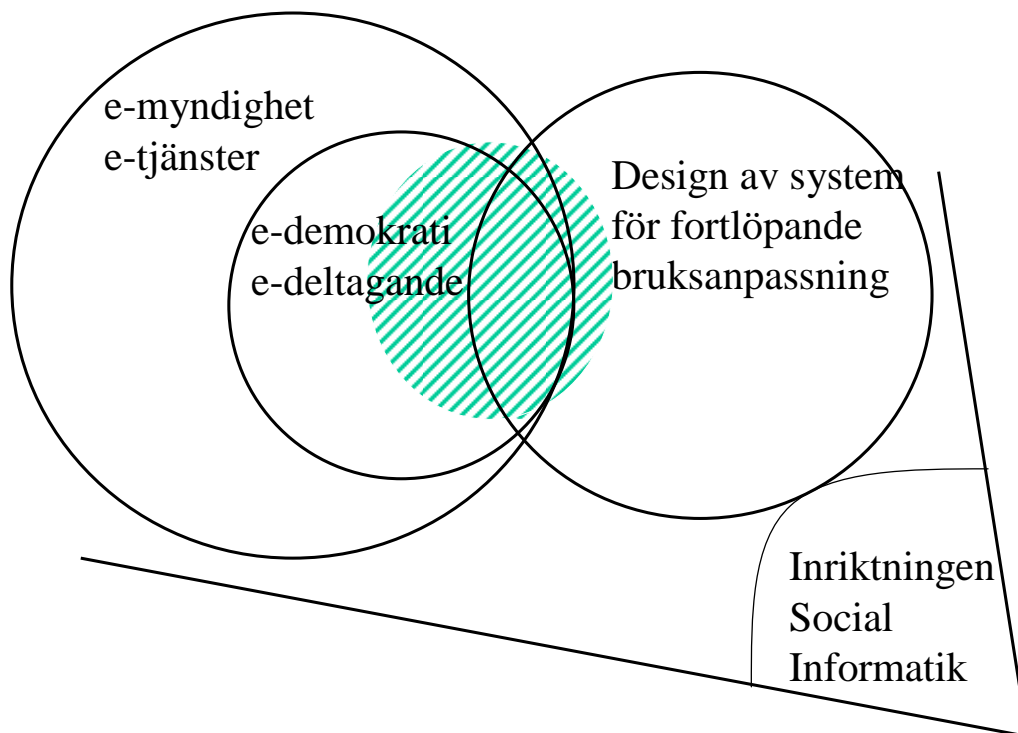 e-myndighet
e-tjänster
e-demokrati
e-deltagande
Design av system
för fortlöpande
bruksanpassning
Inriktningen
Social
Informatik